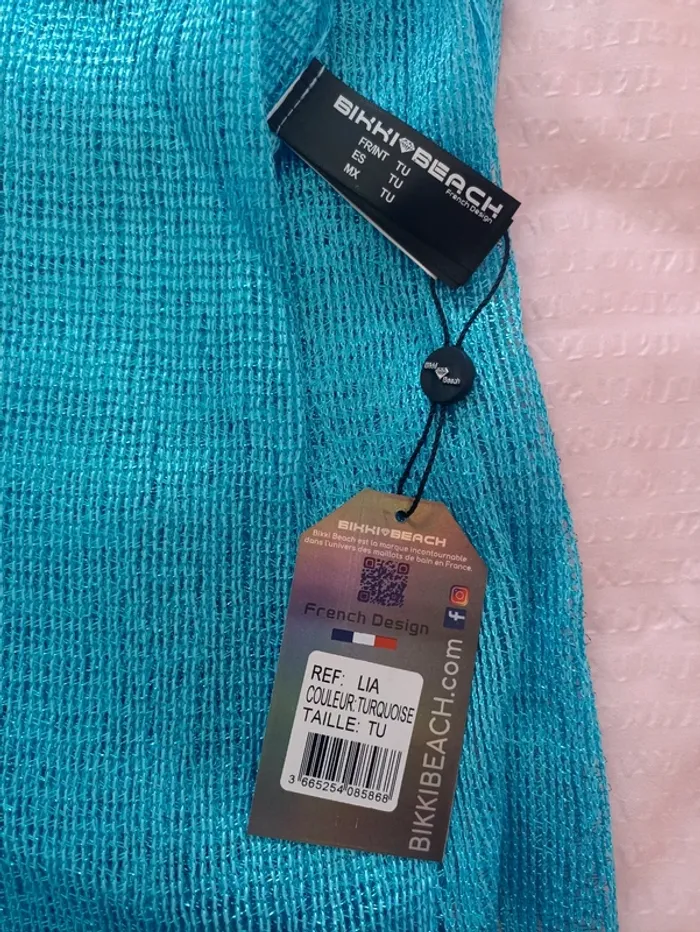 BIKKI BEACH
French Design
FR/INT TU
ES TU
MX TU
Beach
BIKKI BEACH
Bikki Beach est la marque incontournable
dans l'univers des maillots de bain en France.
French Design
BIKKIBEACH.com
REF: LIA
COULEUR:TURQUOISE
TAILLE: TU
3 665254 085868